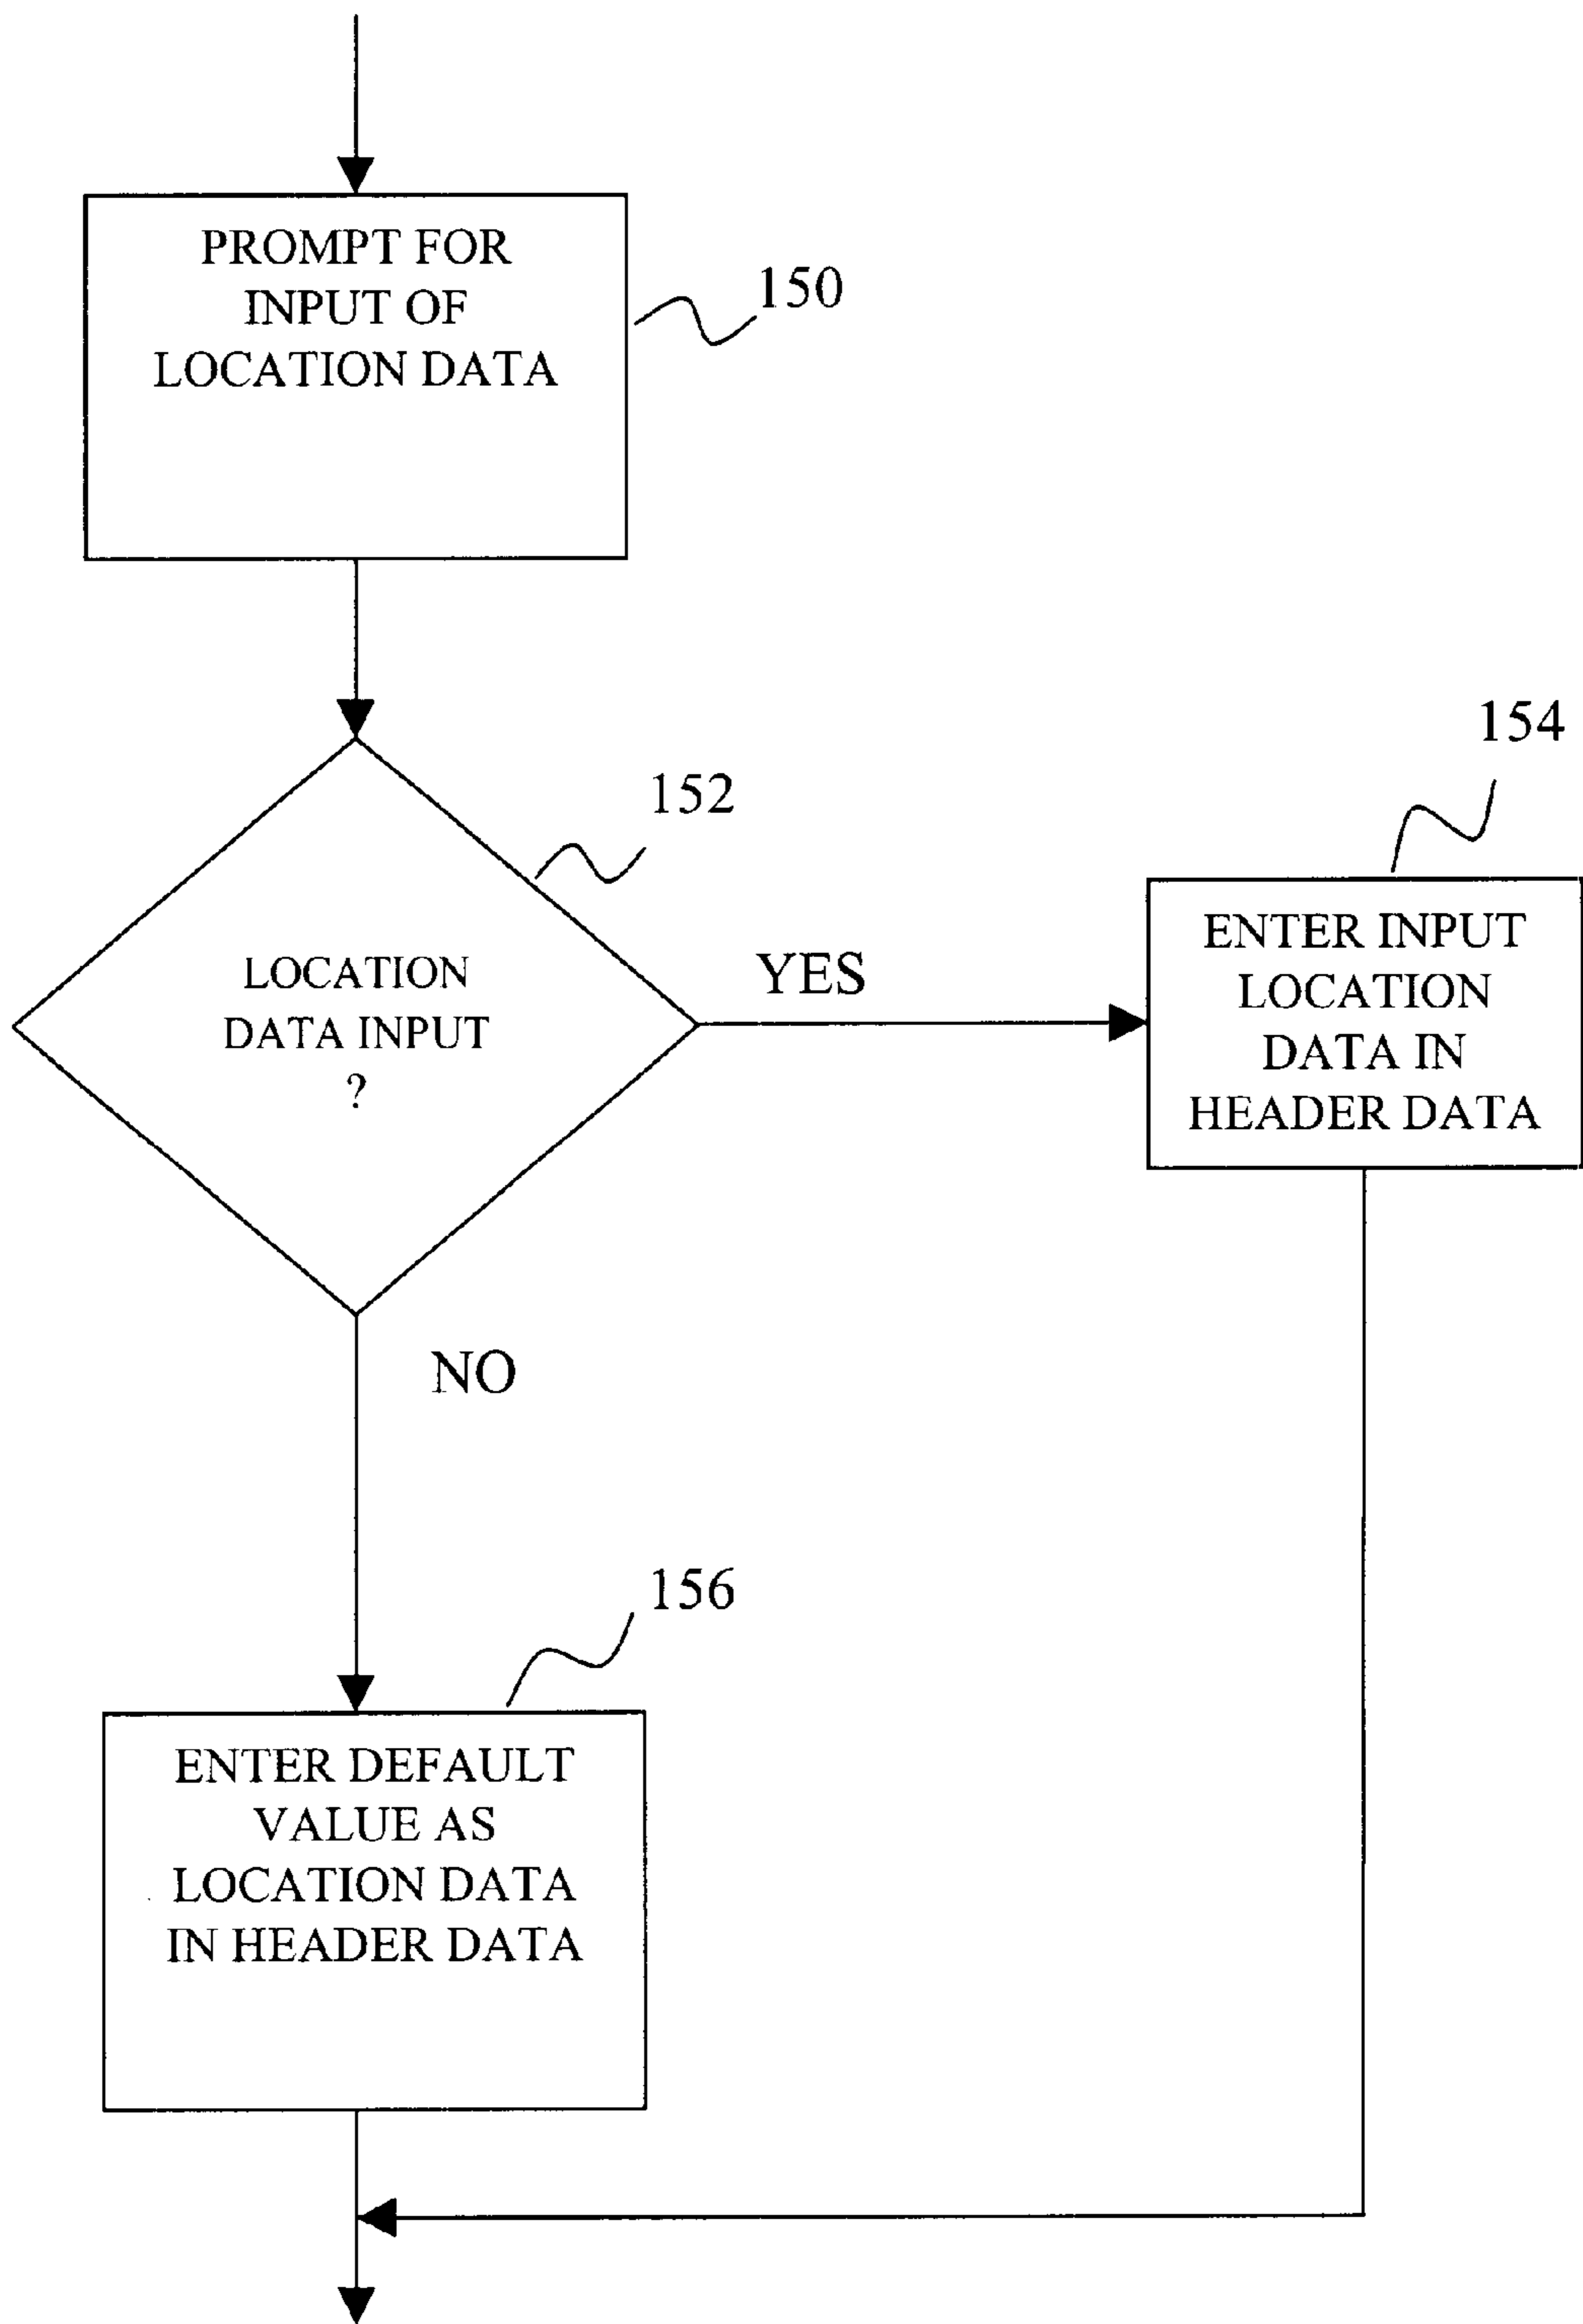 PROMPT FOR
INPUT OF
LOCATION DATA
150
152
LOCATION
DATA INPUT
?
YES
154
ENTER INPUT
LOCATION
DATA IN
HEADER DATA
NO
156
ENTER DEFAULT
VALUE AS
LOCATION DATA
IN HEADER DATA